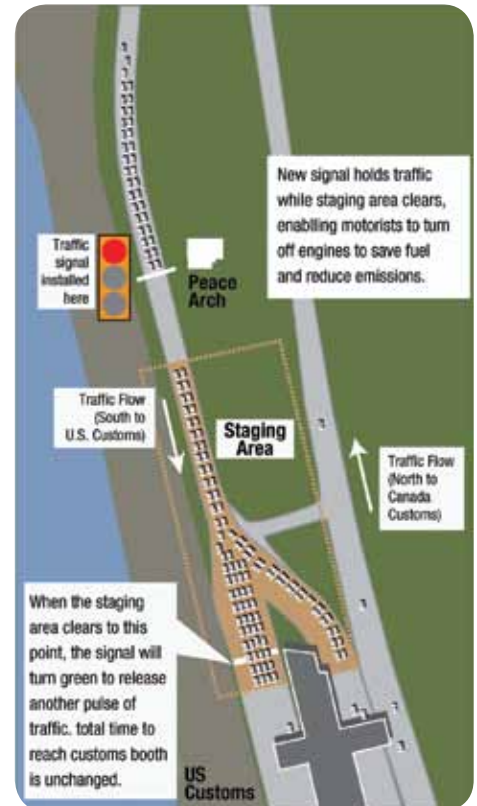 New signal holds traffic
while staging area clears,
enabling motorists to turn
off engines to save fuel
and reduce emissions.
Traffic
signal
installed
here
Peace
Arch
Traffic Flow
(South to
U.S. Customs)
Staging
Area
Traffic Flow
(North to
Canada
Customs)
When the staging
area clears to this
point, the signal will
turn green to release
another pulse of
traffic. total time to
reach customs booth
is unchanged.
US
Customs